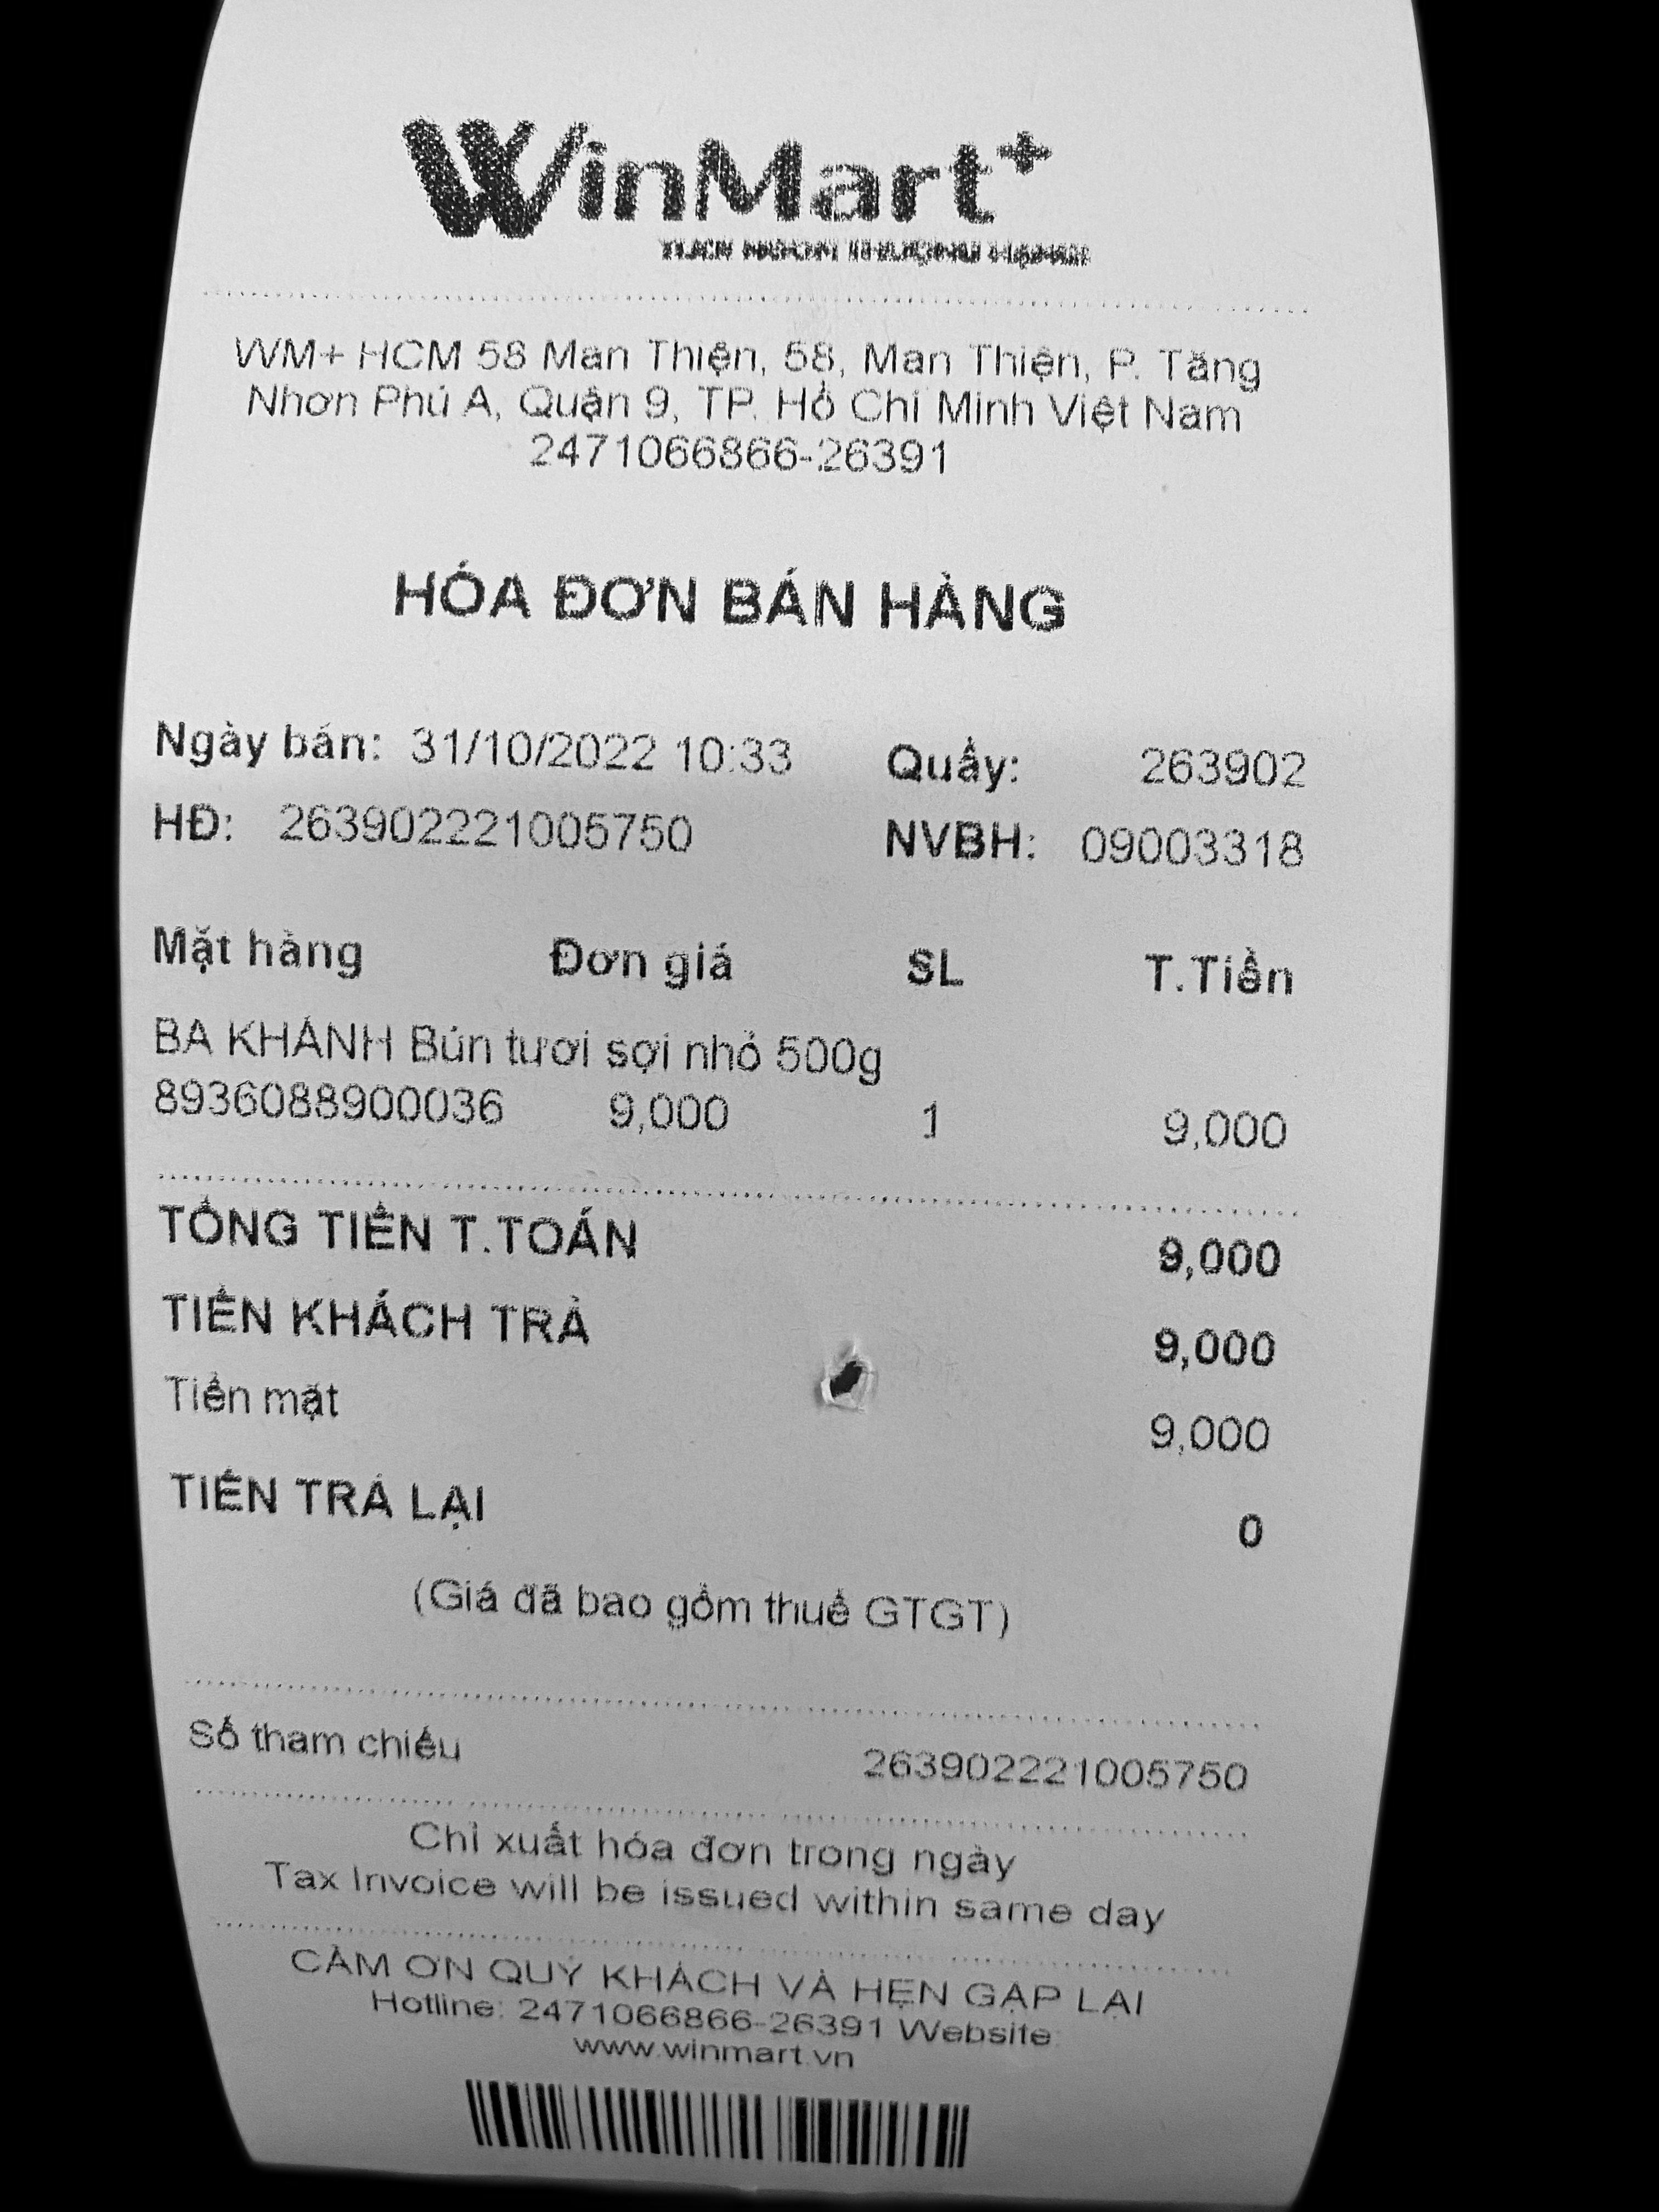 WinMart+
WM+ HCM 58 Man Thiện, 58, Man Thiện, P. Tăng
Nhơn Phú A, Quận 9, TP. Hồ Chí Minh Việt Nam
2471066866-26391
HÓA ĐƠN BÁN HÀNG
Ngày bán: 31/10/2022 10:33 Quầy: 263902
HĐ: 263902221005750 NVBH: 09003318
Mặt hàng Đơn giá SL T.Tiền
BA KHÁNH Bún tươi sợi nhỏ 500g
8936088900036 9,000 1 9,000
TỔNG TIỀN T.TOÁN 9,000
TIỀN KHÁCH TRẢ 9,000
Tiền mặt 9,000
TIỀN TRẢ LẠI 0
(Giá đã bao gồm thuế GTGT)
Số tham chiếu 263902221005750
Chỉ xuất hóa đơn trong ngày
Tax Invoice will be issued within same day
CẢM ƠN QUÝ KHÁCH VÀ HẸN GẶP LẠI
Hotline: 2471066866-26391 Website:
www.winmart.vn